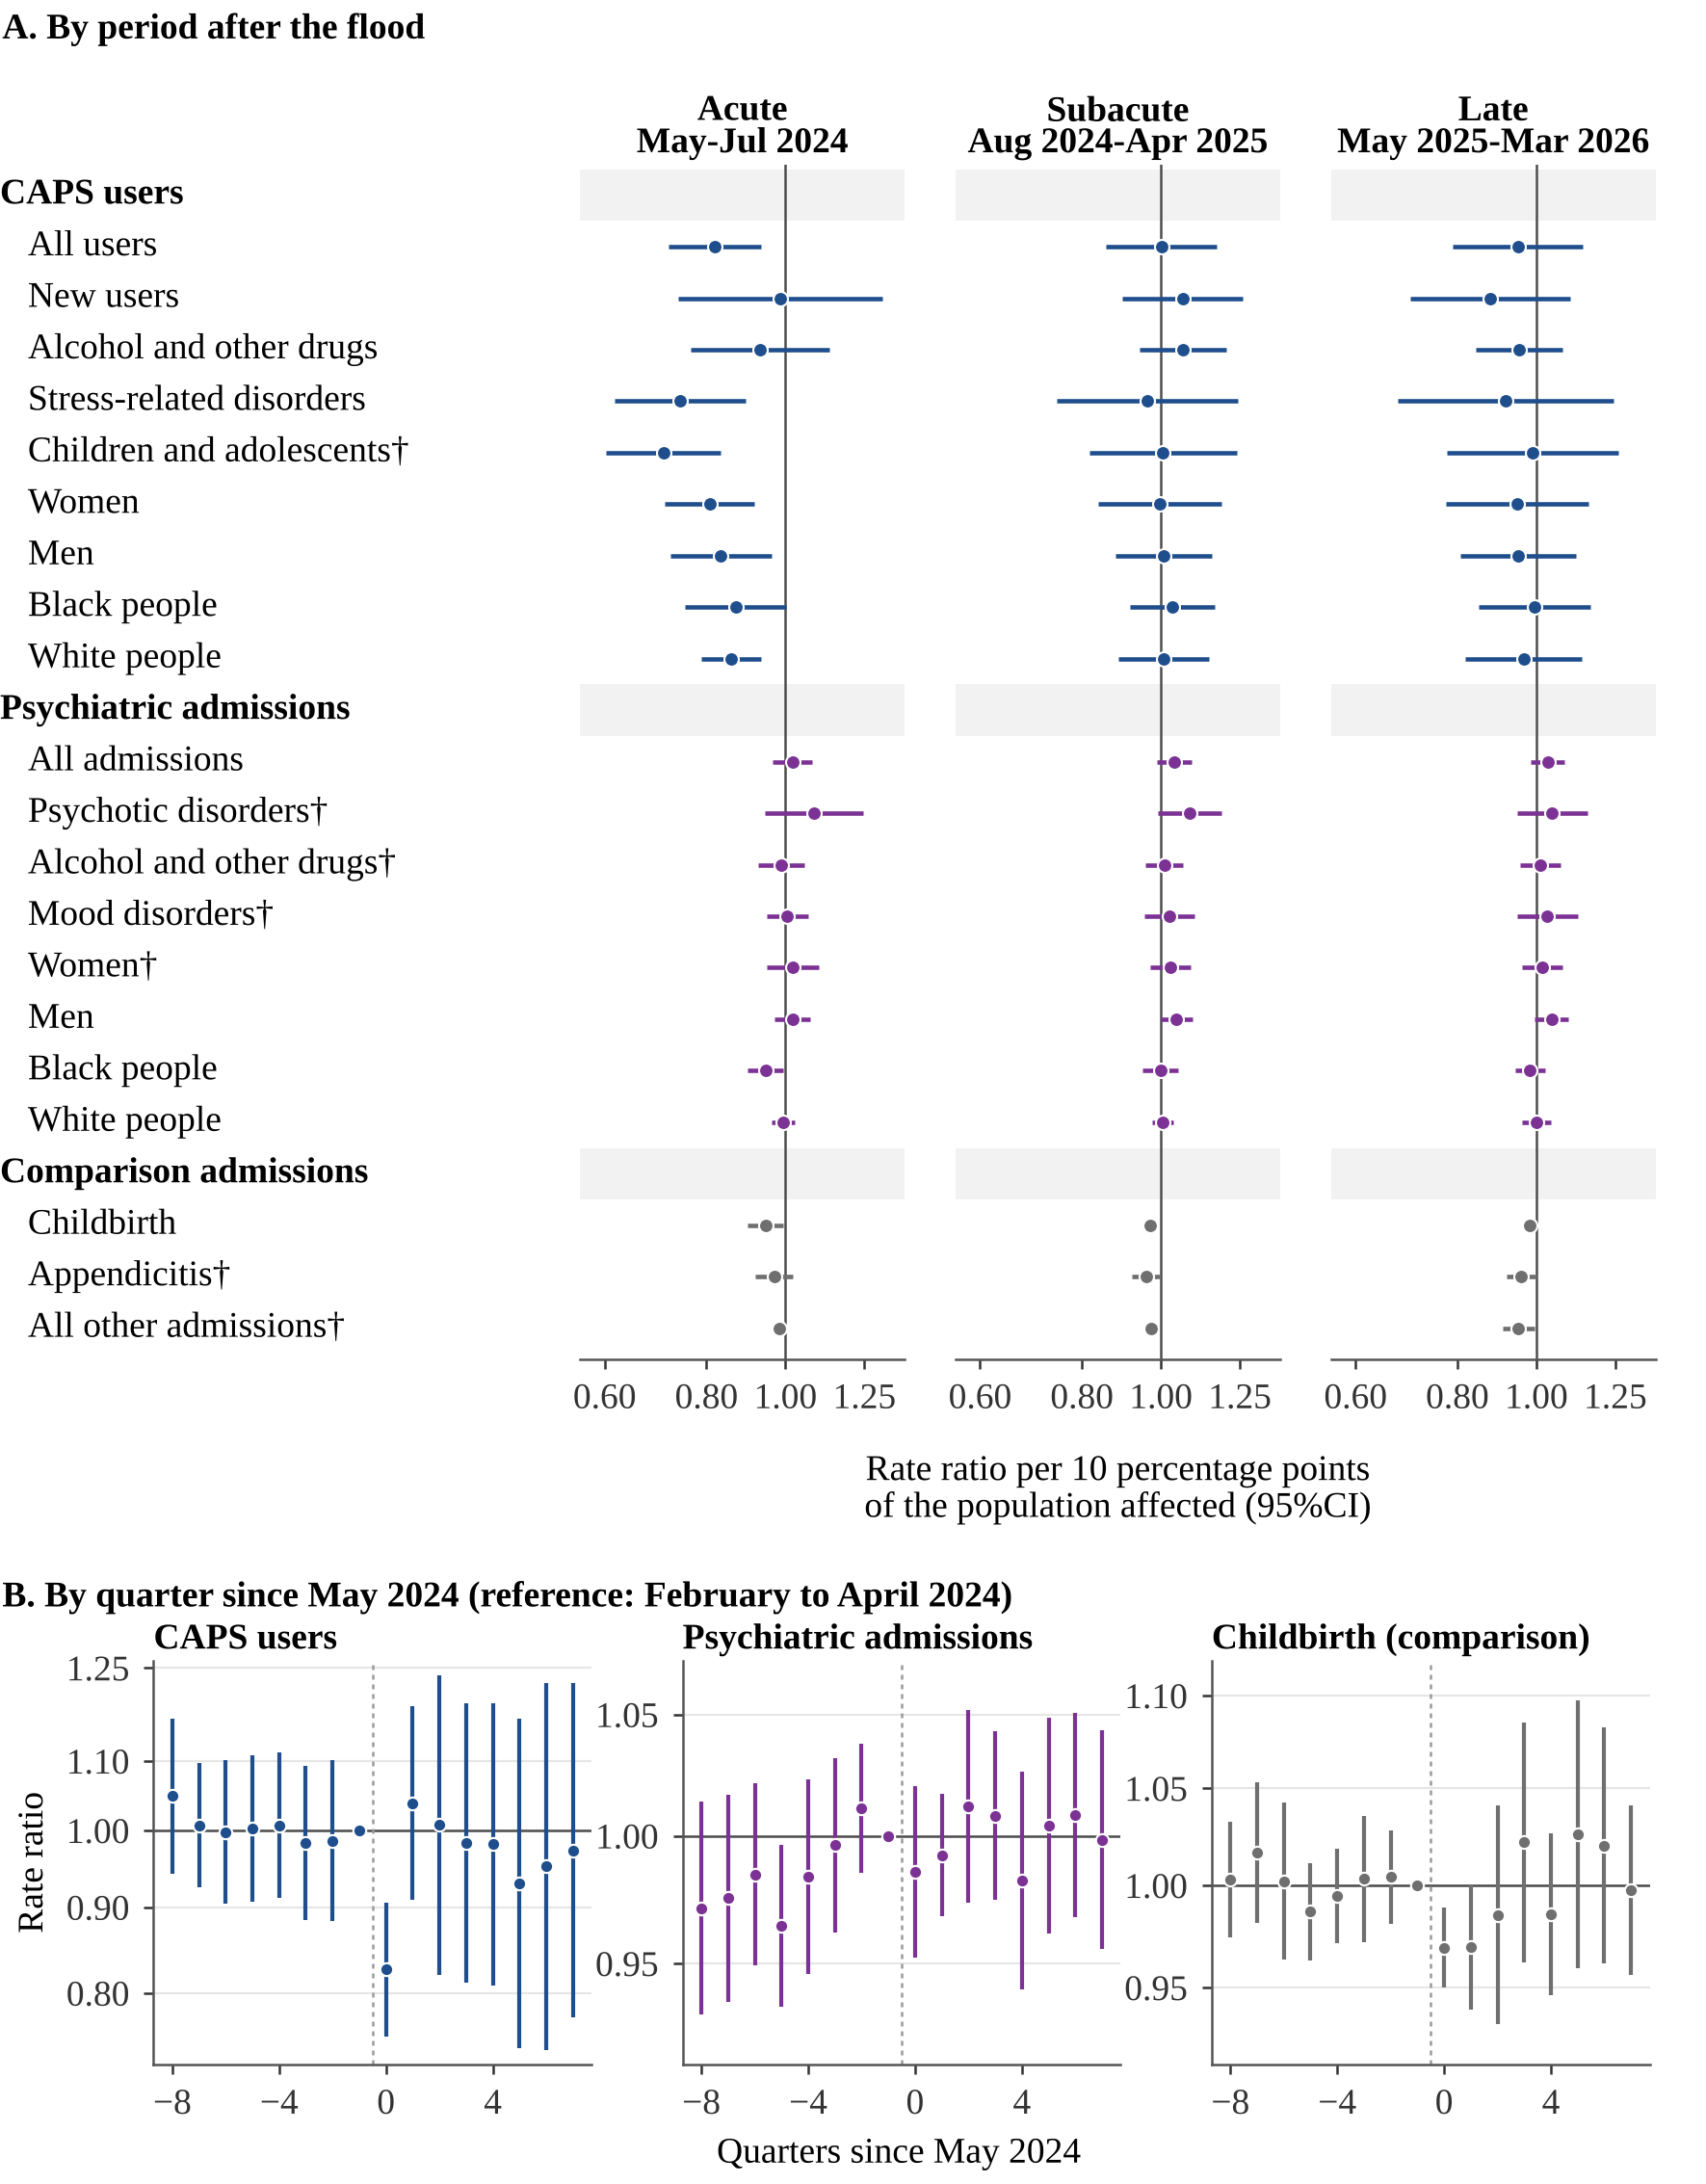 A. By period after the flood
Acute
May-Jul 2024
Subacute
Aug 2024-Apr 2025
Late
May 2025-Mar 2026
CAPS users
All users
New users
Alcohol and other drugs
Stress-related disorders
Children and adolescents†
Women
Men
Black people
White people
Psychiatric admissions
All admissions
Psychotic disorders†
Alcohol and other drugs†
Mood disorders†
Women†
Men
Black people
White people
Comparison admissions
Childbirth
Appendicitis†
All other admissions†
0.60 0.80 1.00 1.25 0.60 0.80 1.00 1.25 0.60 0.80 1.00 1.25
Rate ratio per 10 percentage points
of the population affected (95%CI)
B. By quarter since May 2024 (reference: February to April 2024)
CAPS users
Psychiatric admissions
Childbirth (comparison)
Rate ratio
1.25
1.10
1.00
0.90
0.80
−8 −4 0 4
1.05
1.00
0.95
−8 −4 0 4
1.10
1.05
1.00
0.95
−8 −4 0 4
Quarters since May 2024